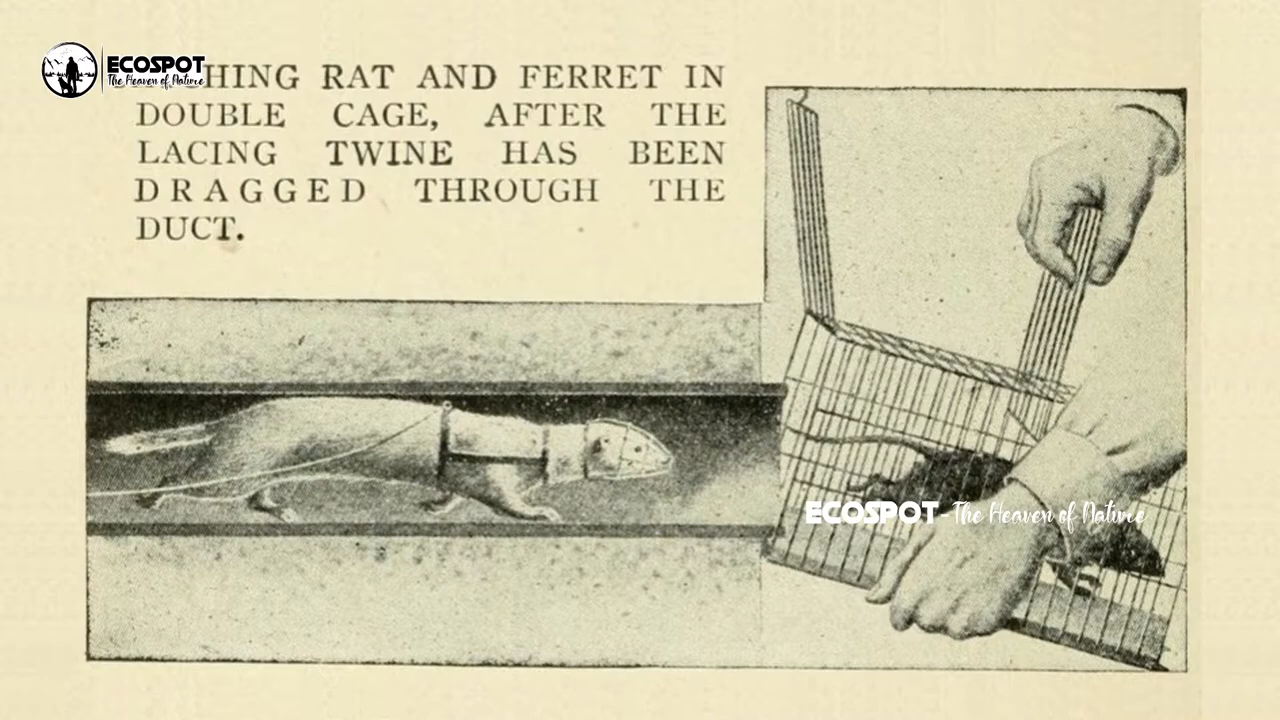 ECOSPOT
The Heaven of Nature
HING RAT AND FERRET IN
DOUBLE CAGE, AFTER THE
LACING TWINE HAS BEEN
DRAGGED THROUGH THE
DUCT.
ECOSPOT - The Heaven of Nature